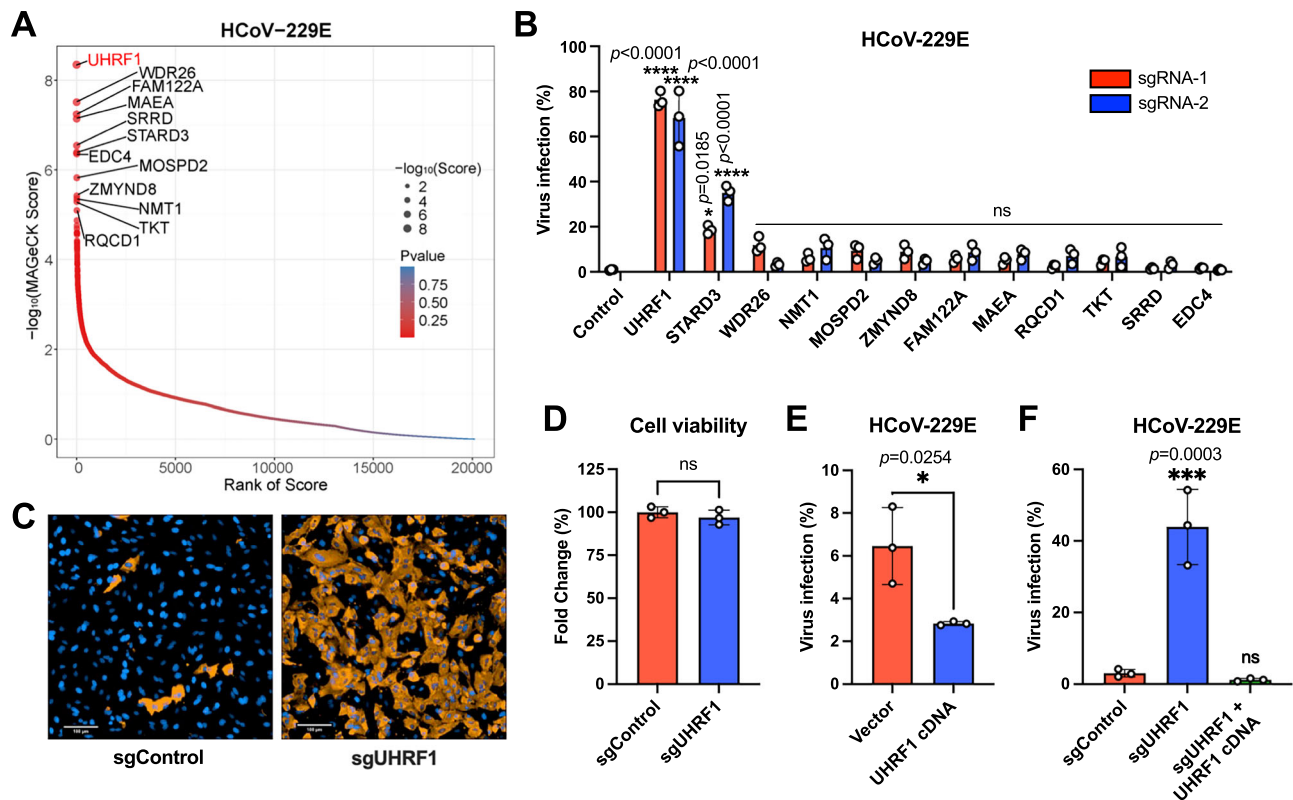 A
HCoV−229E
−log10(MAGeCK Score)
8
6
4
2
0
UHRF1
WDR26
FAM122A
MAEA
SRRD
STARD3
EDC4
MOSPD2
ZMYND8
NMT1
TKT
RQCD1
−log10(Score)
2
4
6
8
Pvalue
0.75
0.50
0.25
0
5000
10000
15000
20000
Rank of Score
B
HCoV-229E
Virus infection (%)
100
80
60
40
20
0
p<0.0001
p<0.0001
****
****
p=0.0185
*
p<0.0001
****
ns
sgRNA-1
sgRNA-2
Control
UHRF1
STARD3
WDR26
NMT1
MOSPD2
ZMYND8
FAM122A
MAEA
RQCD1
TKT
SRRD
EDC4
C
sgControl
sgUHRF1
D
Cell viability
Fold Change (%)
125
100
75
50
25
0
ns
sgControl
sgUHRF1
E
HCoV-229E
p=0.0254
*
Virus infection (%)
10
8
6
4
2
0
Vector
UHRF1 cDNA
F
HCoV-229E
p=0.0003
***
Virus infection (%)
60
40
20
0
ns
sgControl
sgUHRF1
sgUHRF1 +
UHRF1 cDNA